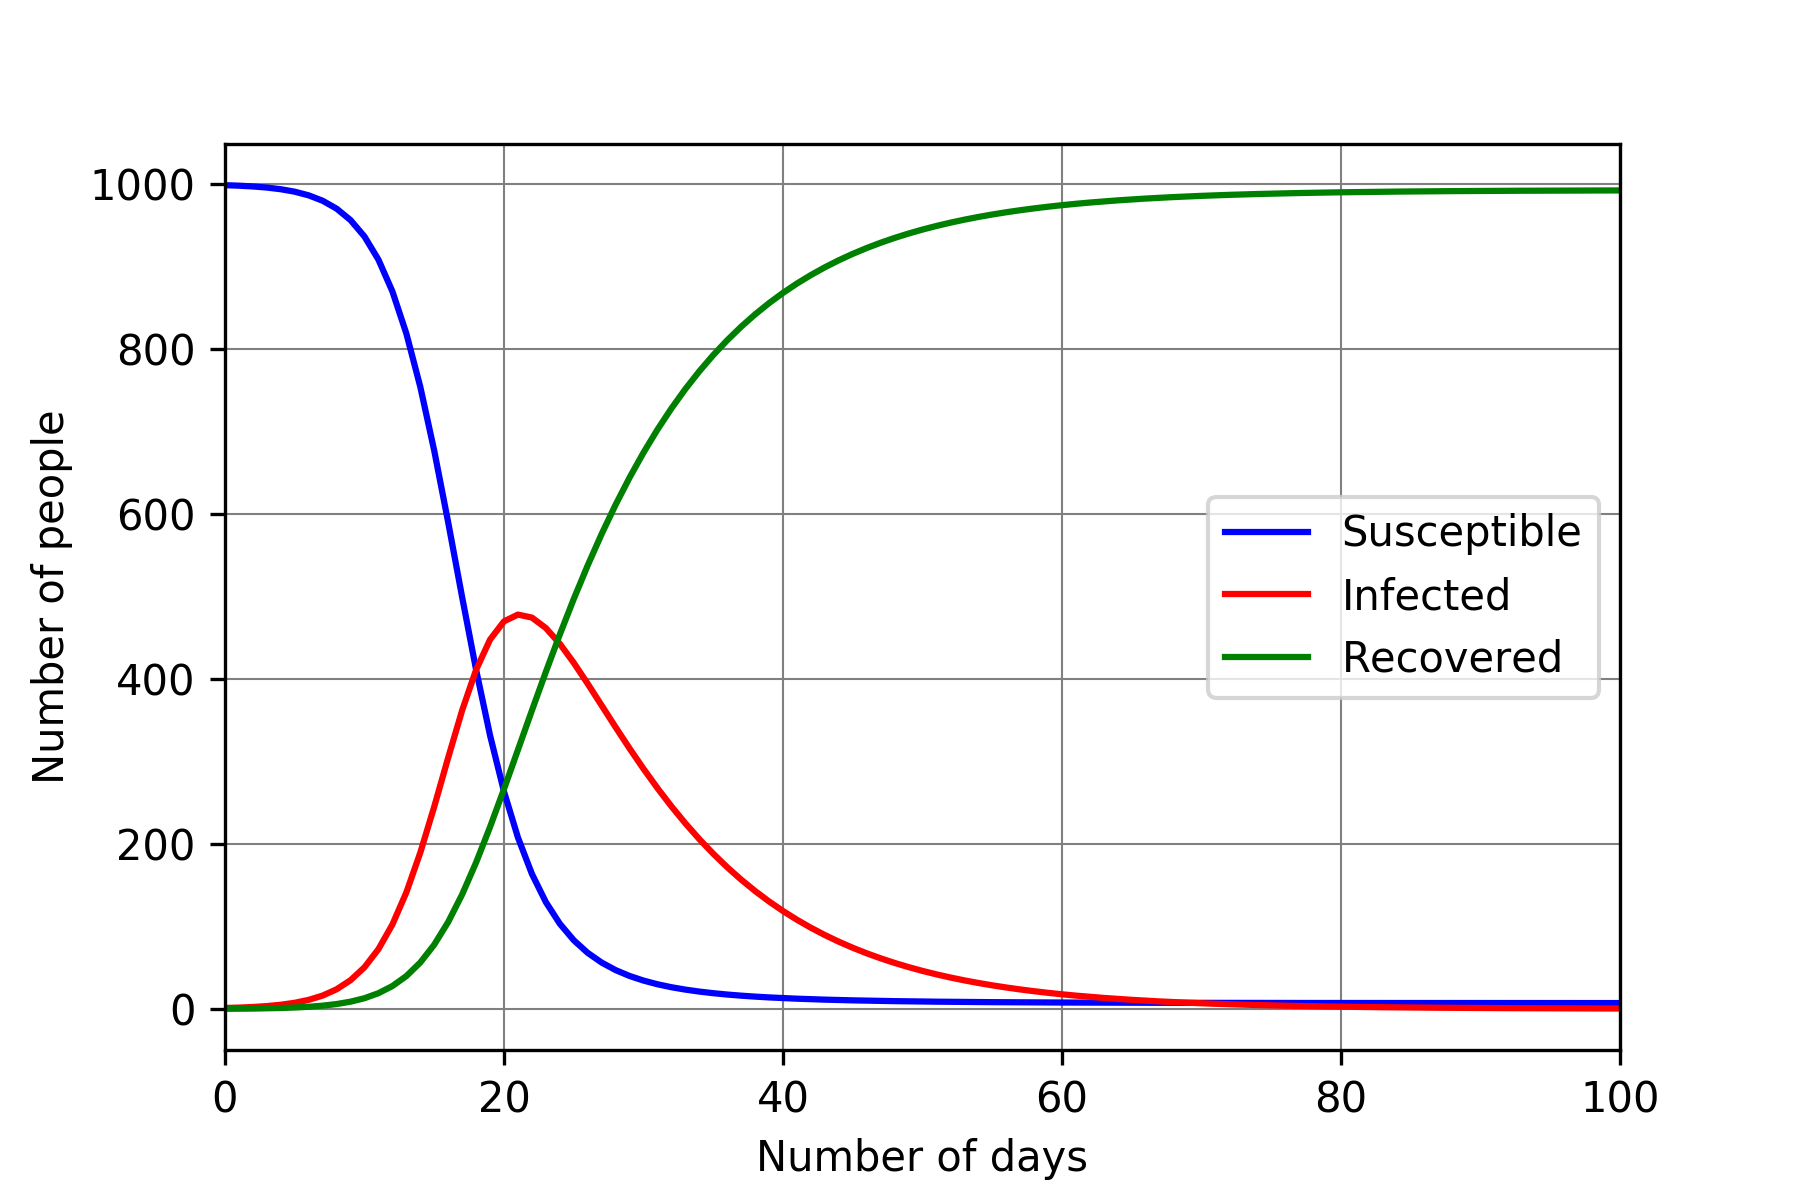 1000
800
600
400
200
0
Number of people
Susceptible
Infected
Recovered
0 20 40 60 80 100
Number of days